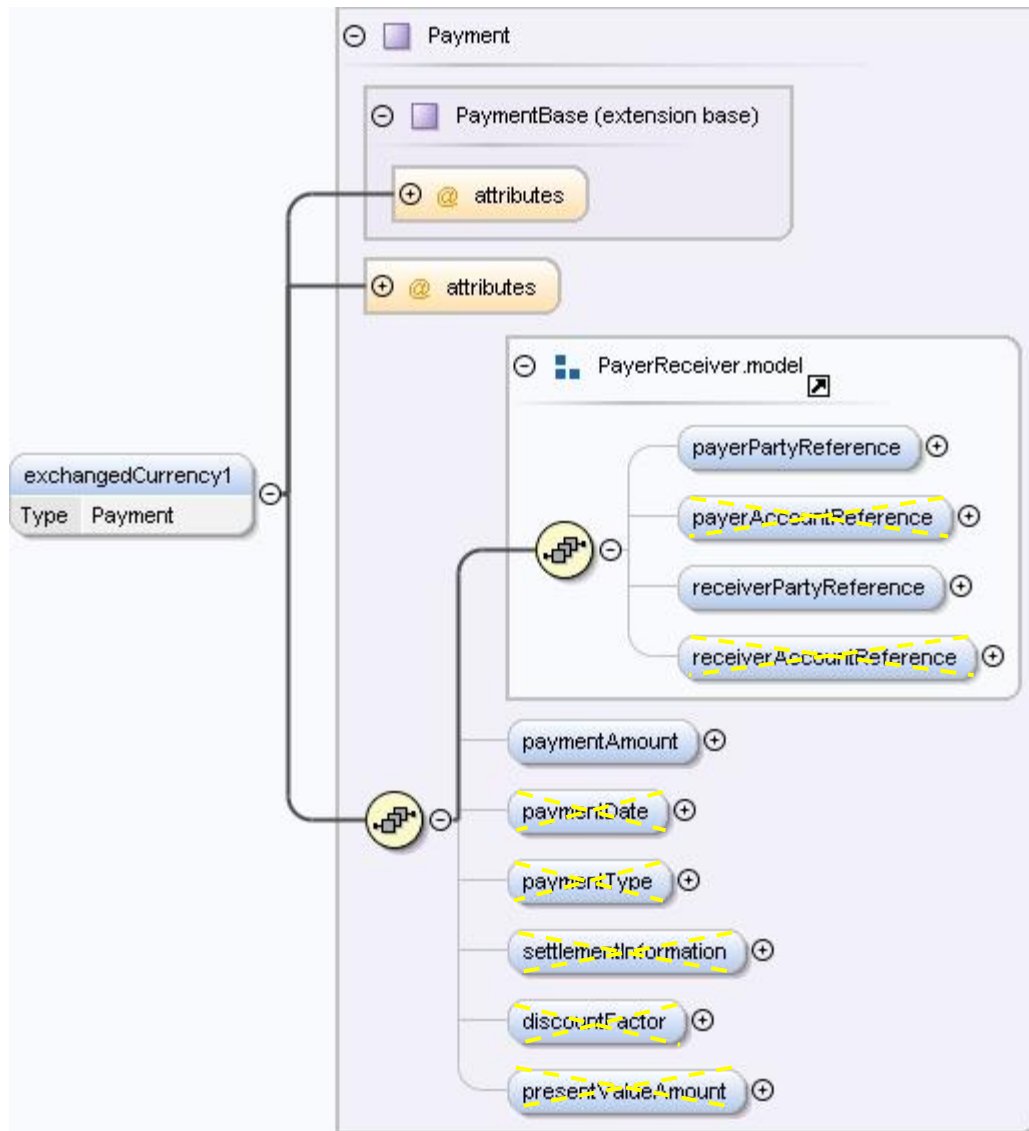 Payment
PaymentBase (extension base)
@ attributes
@ attributes
PayerReceiver.model
payerPartyReference
exchangedCurrency1
Type Payment
payerAccountReference
receiverPartyReference
receiverAccountReference
paymentAmount
paymentDate
paymentType
settlementInformation
discountFactor
presentValueAmount